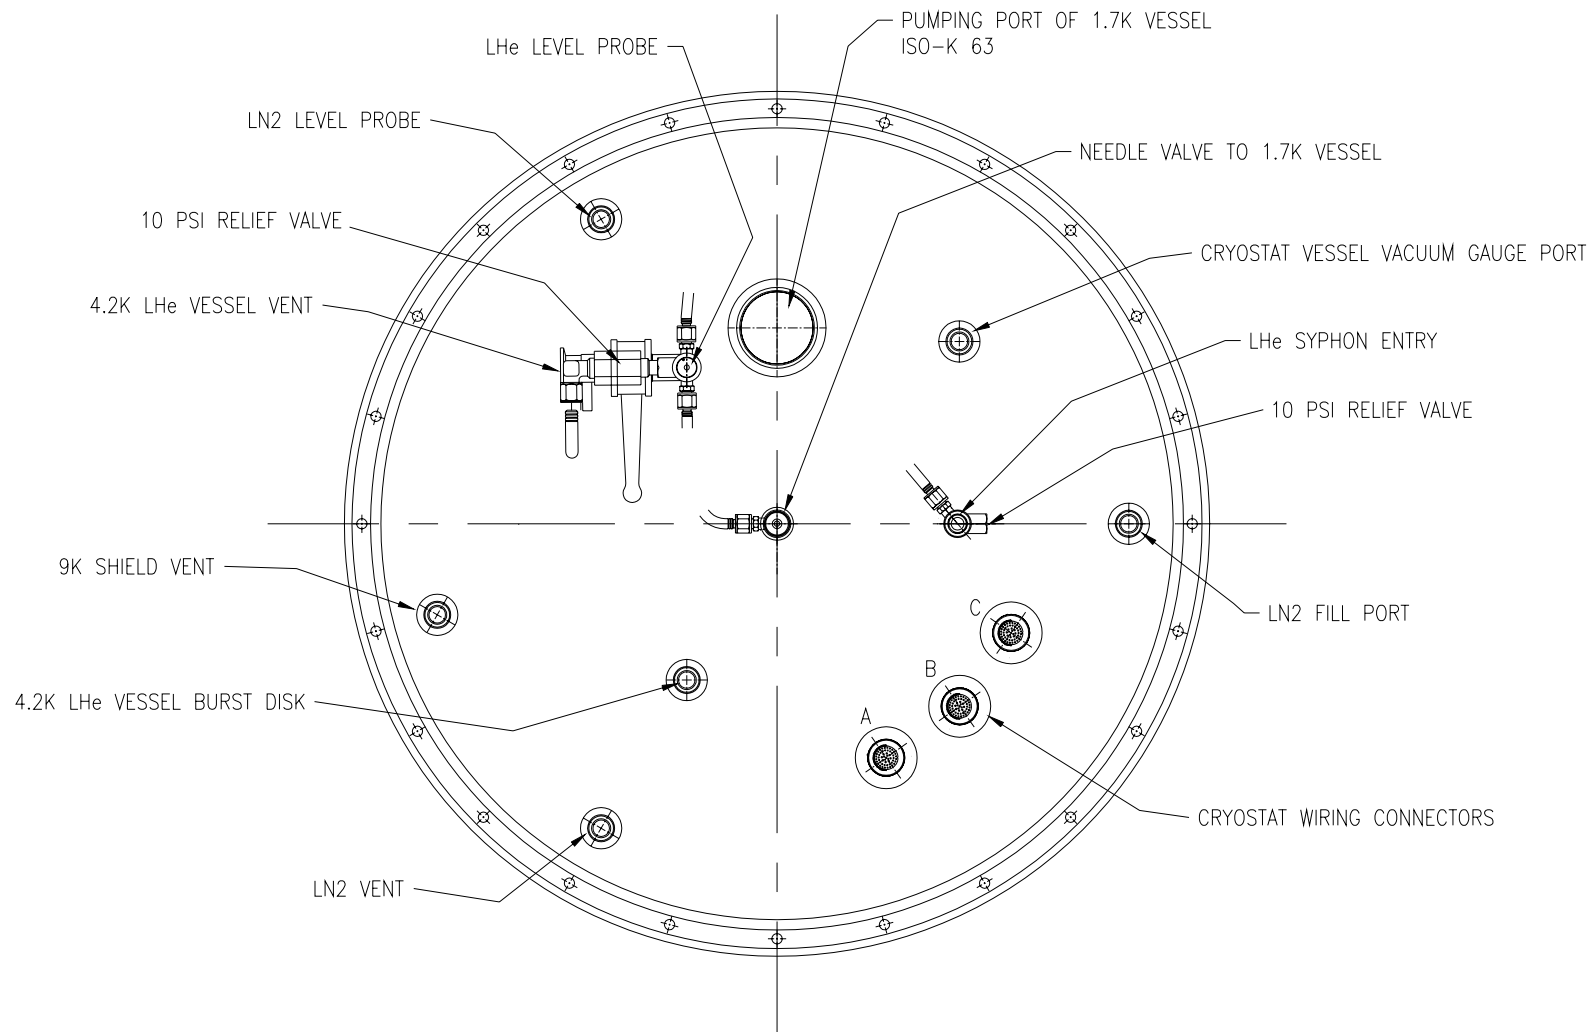 PUMPING PORT OF 1.7K VESSEL
ISO-K 63
LHe LEVEL PROBE
LN2 LEVEL PROBE
NEEDLE VALVE TO 1.7K VESSEL
10 PSI RELIEF VALVE
CRYOSTAT VESSEL VACUUM GAUGE PORT
4.2K LHe VESSEL VENT
LHe SYPHON ENTRY
10 PSI RELIEF VALVE
9K SHIELD VENT
C
LN2 FILL PORT
B
4.2K LHe VESSEL BURST DISK
A
CRYOSTAT WIRING CONNECTORS
LN2 VENT